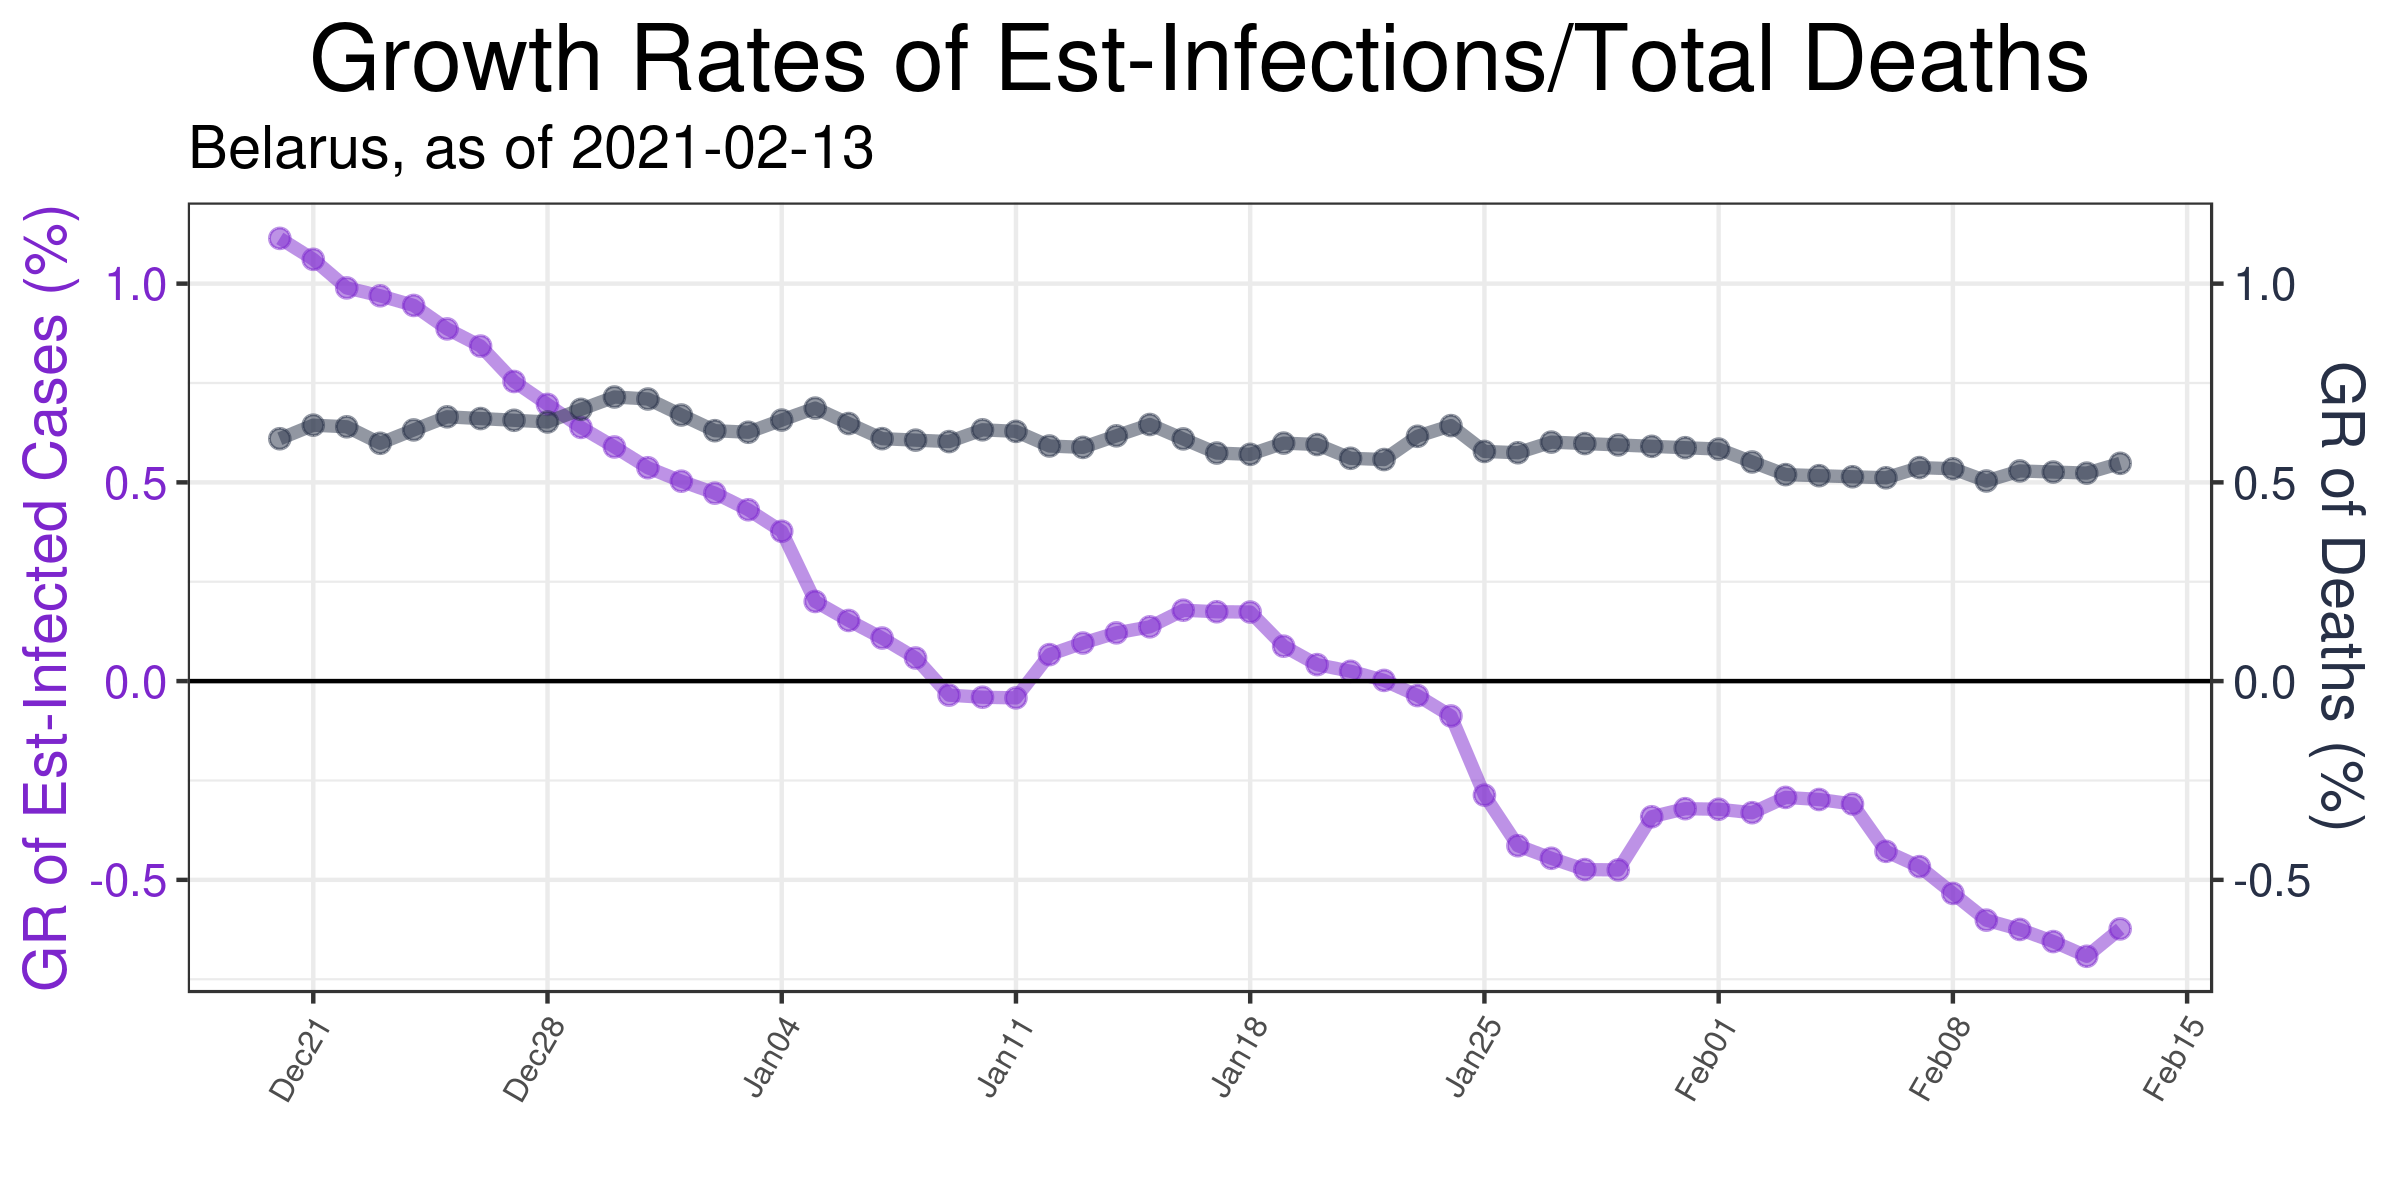 Growth Rates of Est-Infections/Total Deaths
Belarus, as of 2021-02-13
GR of Est-Infected Cases (%)
1.0
0.5
0.0
-0.5
1.0
0.5
0.0
-0.5
GR of Deaths (%)
Dec21
Dec28
Jan04
Jan11
Jan18
Jan25
Feb01
Feb08
Feb15